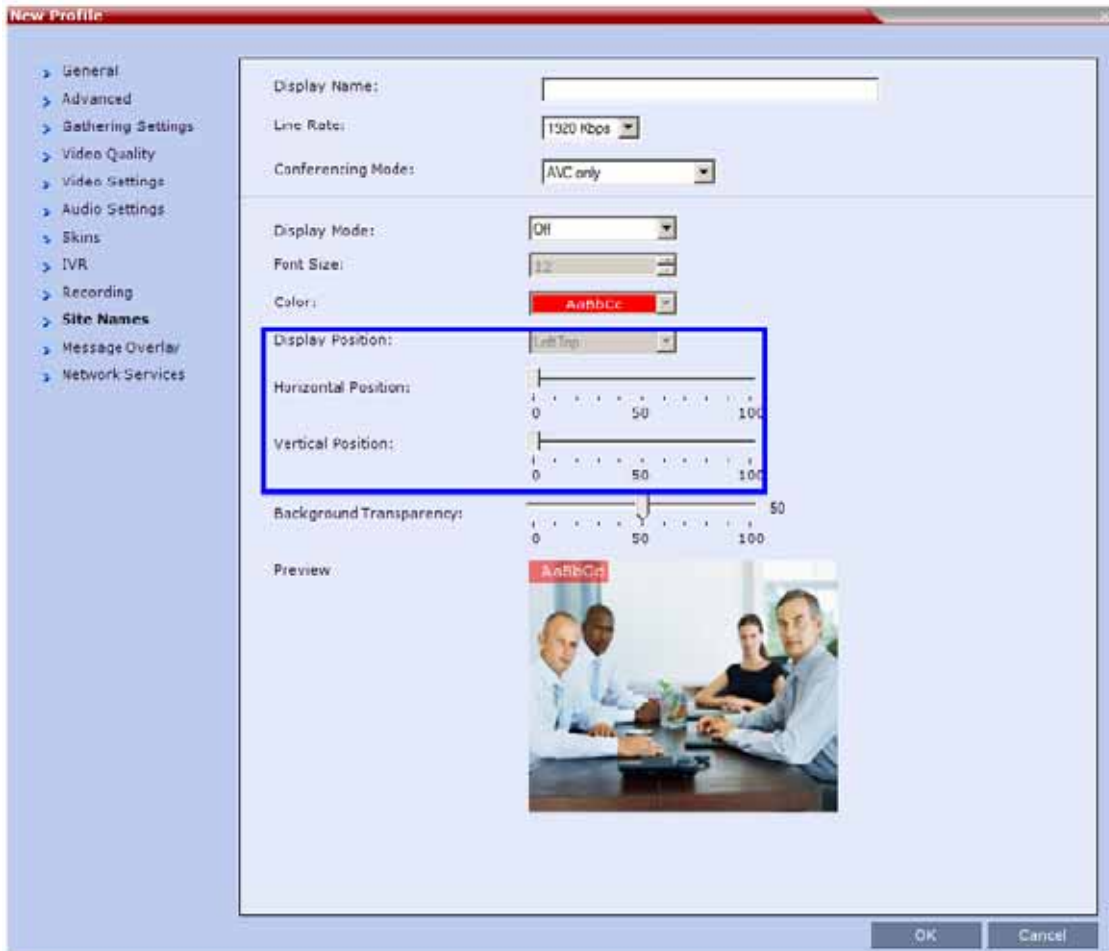 New Profile
General
Advanced
Gathering Settings
Video Quality
Video Settings
Audio Settings
Skins
IVR
Recording
Site Names
Message Overlay
Network Services
Display Name:
Line Rate: 1920 Kbps
Conferencing Mode: AVC only
Display Mode: Off
Font Size: 12
Color: AaBbCc
Display Position: LeftTop
Horizontal Position:
0 50 100
Vertical Position:
0 50 100
Background Transparency: 50
0 50 100
Preview
AaBbCc
OK Cancel